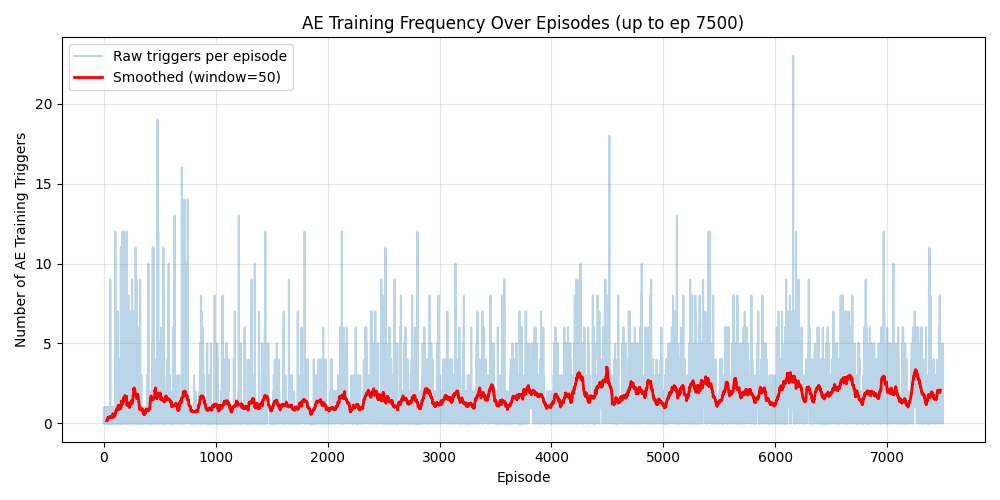 AE Training Frequency Over Episodes (up to ep 7500)
Raw triggers per episode
Smoothed (window=50)
Number of AE Training Triggers
20
15
10
5
0
0 1000 2000 3000 4000 5000 6000 7000
Episode